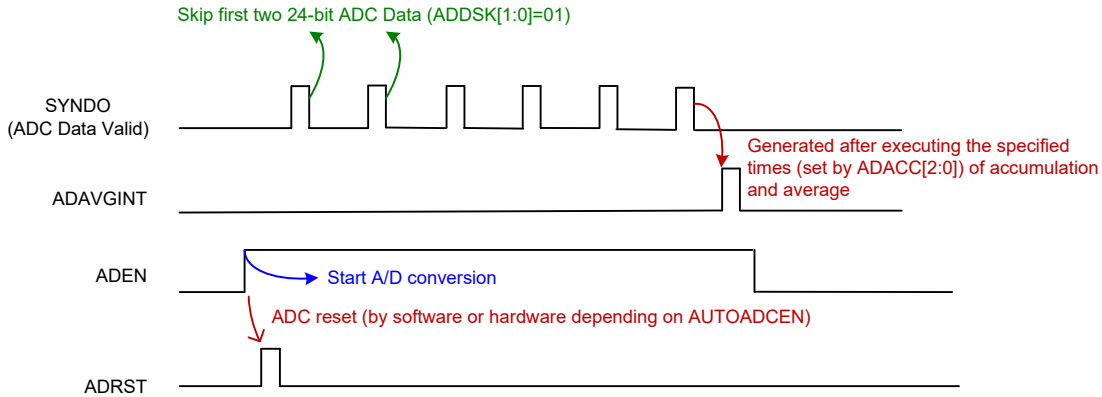 Skip first two 24-bit ADC Data (ADDSK[1:0]=01)
SYNDO
(ADC Data Valid)
Generated after executing the specified
times (set by ADACC[2:0]) of accumulation
and average
ADAVGINT
ADEN
Start A/D conversion
ADC reset (by software or hardware depending on AUTOADCEN)
ADRST